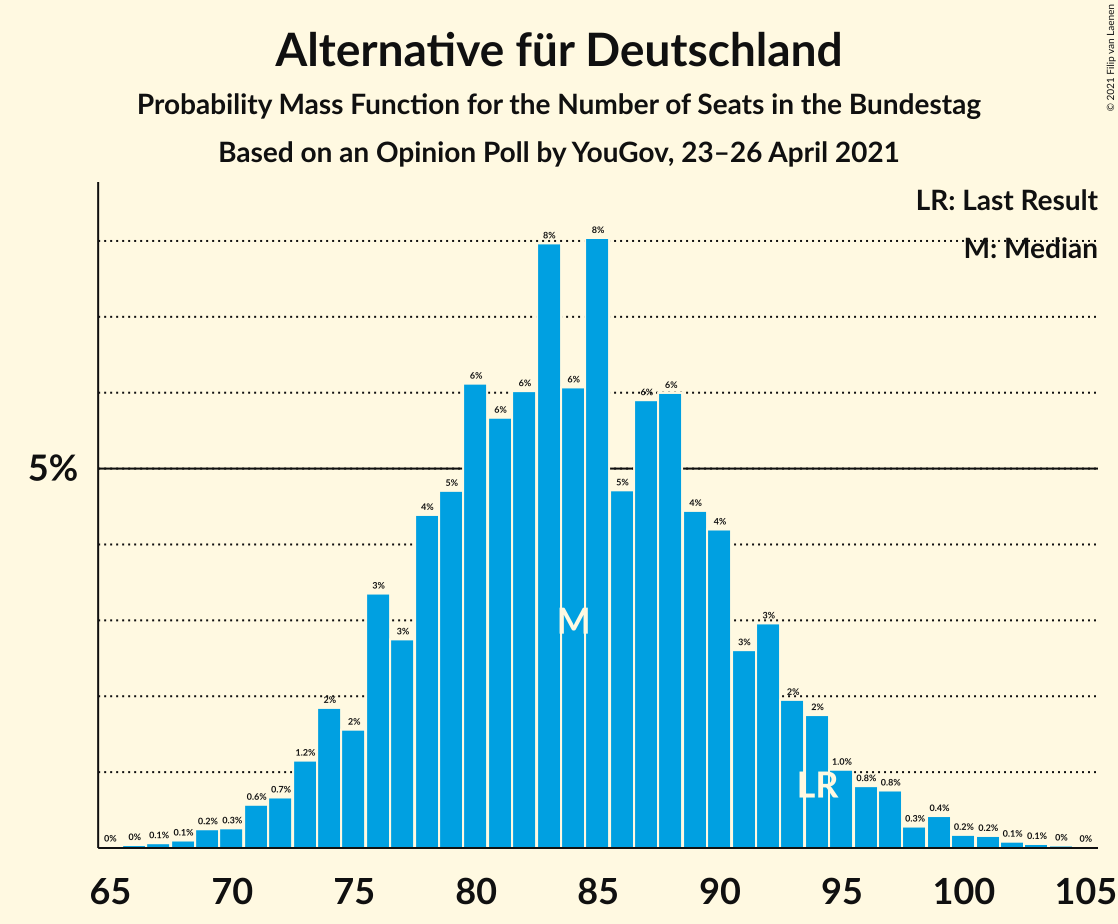 Alternative für Deutschland
Probability Mass Function for the Number of Seats in the Bundestag
Based on an Opinion Poll by YouGov, 23–26 April 2021
© 2021 Filip van Laenen
LR: Last Result
M: Median
5%
0% 0% 0.1% 0.1% 0.2% 0.3% 0.6% 0.7% 1.2% 2% 2% 3% 3% 4% 5% 6% 6% 6% 8% 6% 8% 5% 6% 6% 4% 4% 3% 3% 2% 2% 1.0% 0.8% 0.8% 0.3% 0.4% 0.2% 0.2% 0.1% 0.1% 0% 0%
M
LR
65 70 75 80 85 90 95 100 105